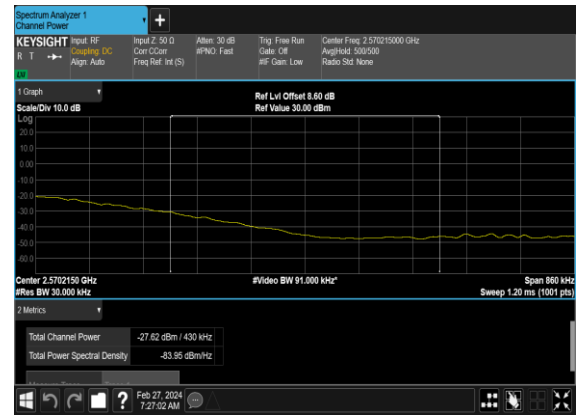 Spectrum Analyzer 1
Channel Power
KEYSIGHT
R T
LXI
Input: RF
Coupling: DC
Align: Auto
Input Z: 50 Ω
Corr CCorr
Freq Ref: Int (S)
Atten: 30 dB
#PNO: Fast
Trig: Free Run
Gate: Off
#IF Gain: Low
Center Freq: 2.570215000 GHz
Avg|Hold: 500/500
Radio Std: None
1 Graph
Scale/Div 10.0 dB
Ref Lvl Offset 8.60 dB
Ref Value 30.00 dBm
Log
20.0
10.0
0.00
-10.0
-20.0
-30.0
-40.0
-50.0
-60.0
Center 2.5702150 GHz
#Res BW 30.000 kHz
#Video BW 91.000 kHz*
Span 860 kHz
Sweep 1.20 ms (1001 pts)
2 Metrics
Total Channel Power -27.62 dBm / 430 kHz
Total Power Spectral Density -83.95 dBm/Hz
Feb 27, 2024
7:27:02 AM